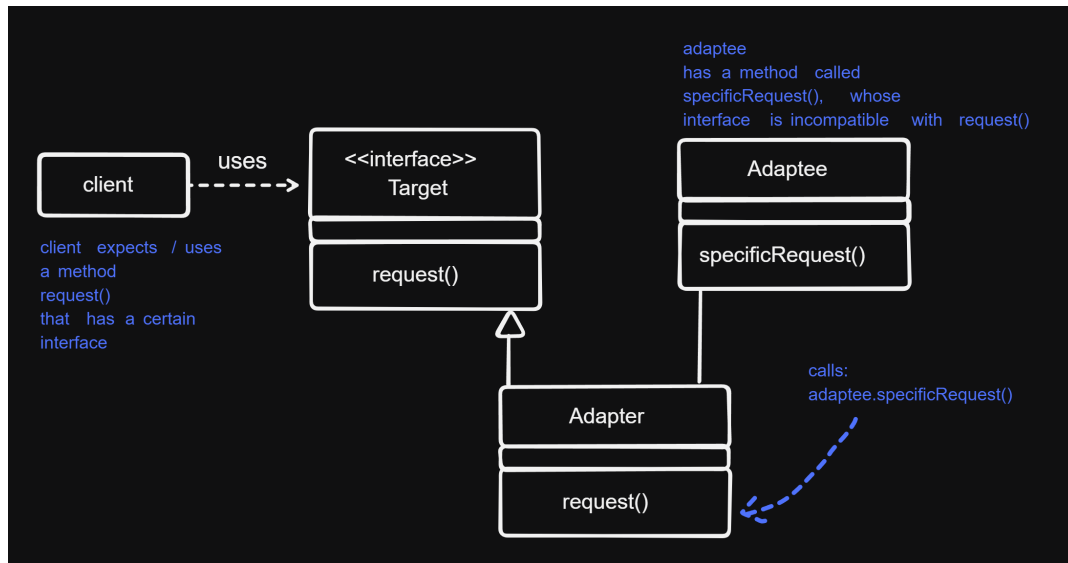 client
uses
client expects / uses
a method
request()
that has a certain
interface
<<interface>>
Target
request()
adaptee
has a method called
specificRequest(), whose
interface is incompatible with request()
Adaptee
specificRequest()
Adapter
request()
calls:
adaptee.specificRequest()